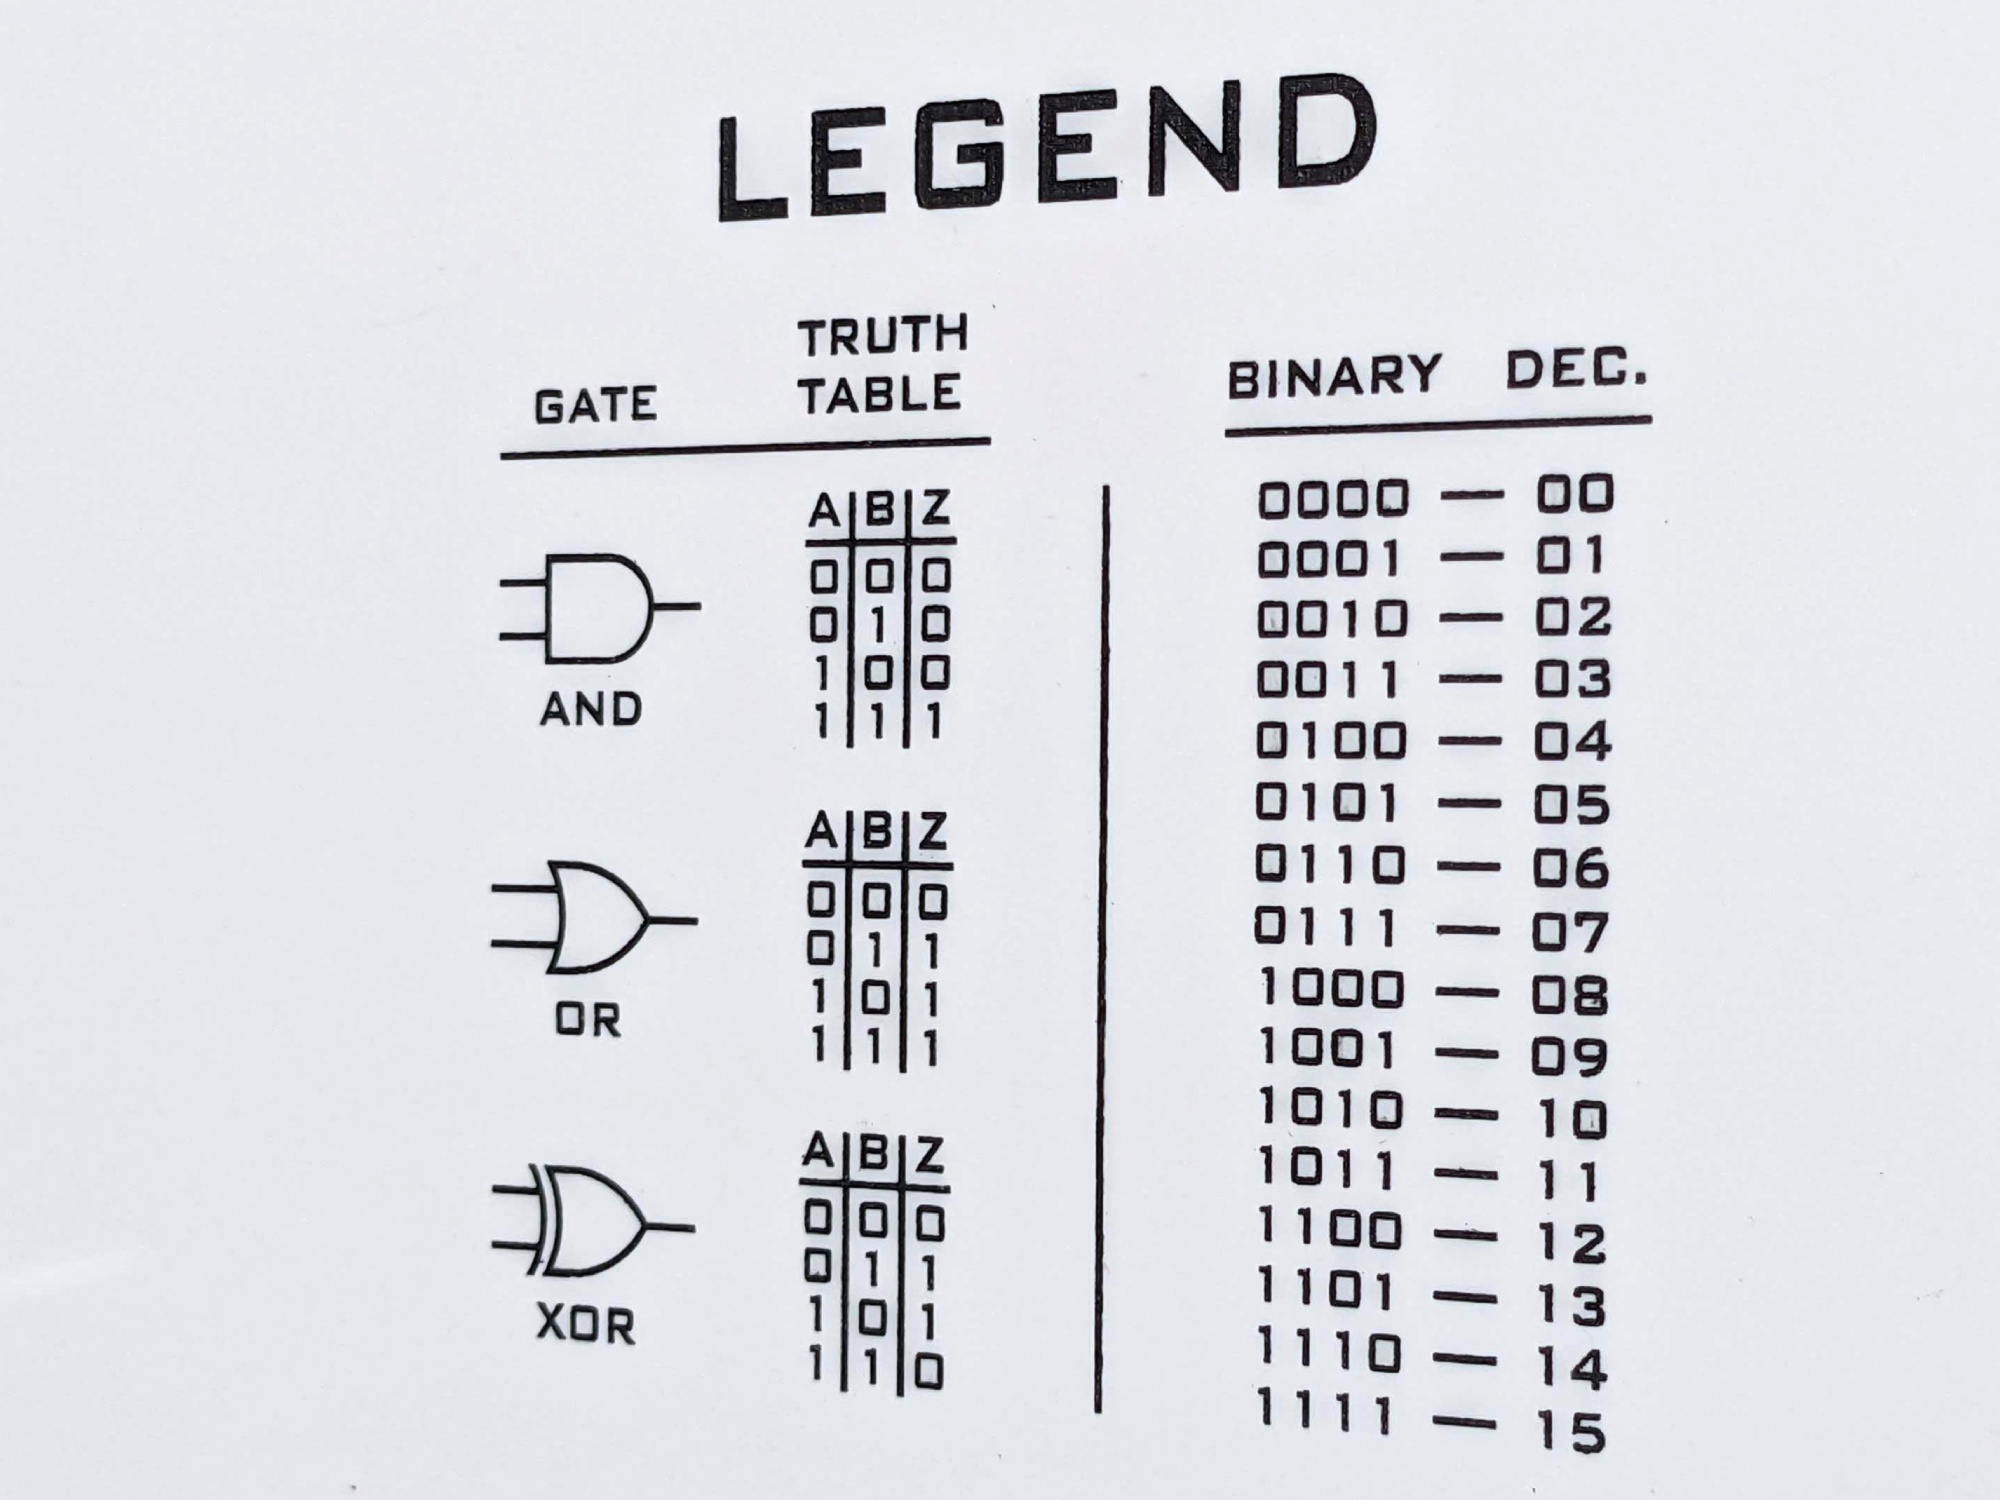 LEGEND
GATE
TRUTH
TABLE
A|B|Z
0|0|0
0|1|0
1|0|0
1|1|1
AND
A|B|Z
0|0|0
0|1|1
1|0|1
1|1|1
OR
A|B|Z
0|0|0
0|1|1
1|0|1
1|1|0
XOR
BINARY DEC.
0000 — 00
0001 — 01
0010 — 02
0011 — 03
0100 — 04
0101 — 05
0110 — 06
0111 — 07
1000 — 08
1001 — 09
1010 — 10
1011 — 11
1100 — 12
1101 — 13
1110 — 14
1111 — 15